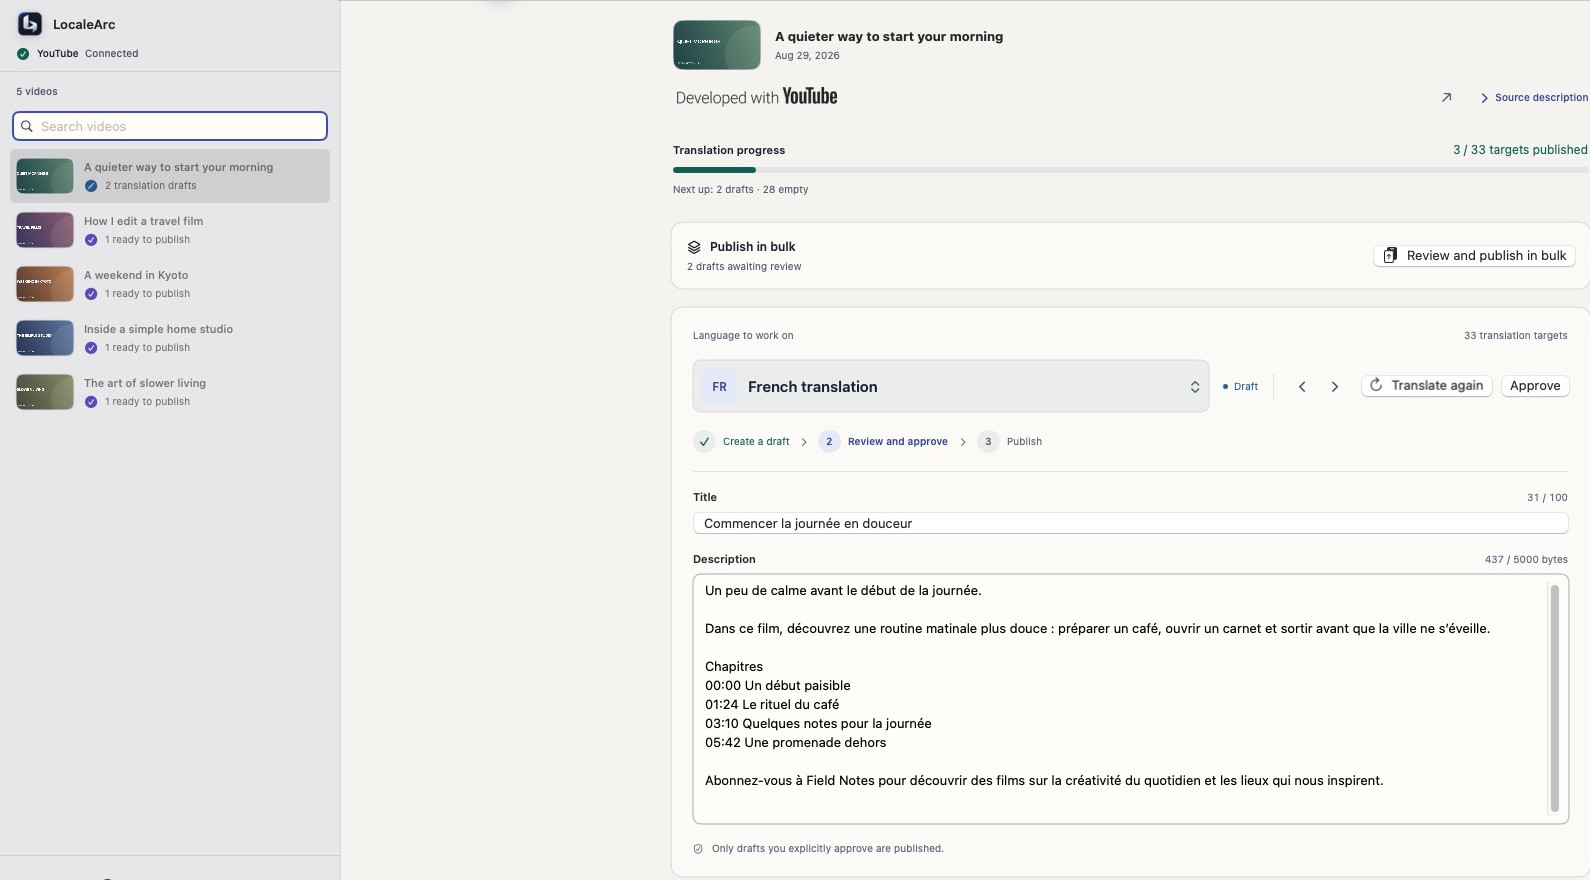 LocaleArc
YouTube Connected
5 videos
Search videos
A quieter way to start your morning
2 translation drafts
How I edit a travel film
1 ready to publish
A weekend in Kyoto
1 ready to publish
Inside a simple home studio
1 ready to publish
The art of slower living
1 ready to publish
QUIET MORNINGS
A quieter way to start your morning
Aug 29, 2026
Developed with YouTube
Source description
Translation progress
3 / 33 targets published
Next up: 2 drafts · 28 empty
Publish in bulk
2 drafts awaiting review
Review and publish in bulk
Language to work on
33 translation targets
FR French translation
Draft
Translate again
Approve
Create a draft
2 Review and approve
3 Publish
Title
31 / 100
Commencer la journée en douceur
Description
437 / 5000 bytes
Un peu de calme avant le début de la journée.
Dans ce film, découvrez une routine matinale plus douce : préparer un café, ouvrir un carnet et sortir avant que la ville ne s’éveille.
Chapitres
00:00 Un début paisible
01:24 Le rituel du café
03:10 Quelques notes pour la journée
05:42 Une promenade dehors
Abonnez-vous à Field Notes pour découvrir des films sur la créativité du quotidien et les lieux qui nous inspirent.
Only drafts you explicitly approve are published.